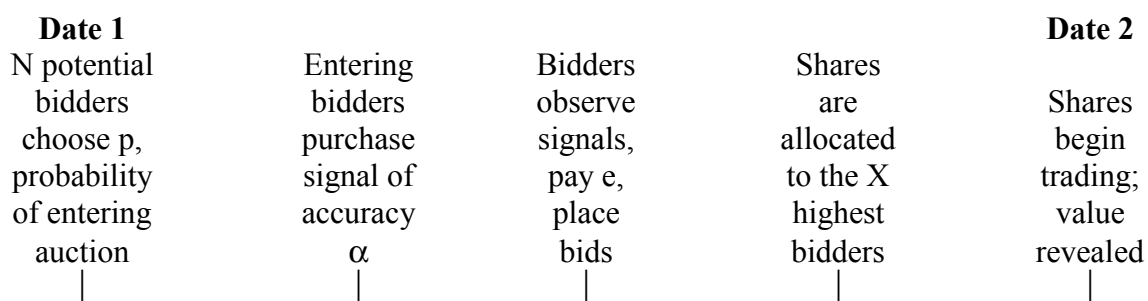 Date 1
N potential
bidders
choose p,
probability
of entering
auction
Entering
bidders
purchase
signal of
accuracy
α
Bidders
observe
signals,
pay e,
place
bids
Shares
are
allocated
to the X
highest
bidders
Date 2
Shares
begin
trading;
value
revealed